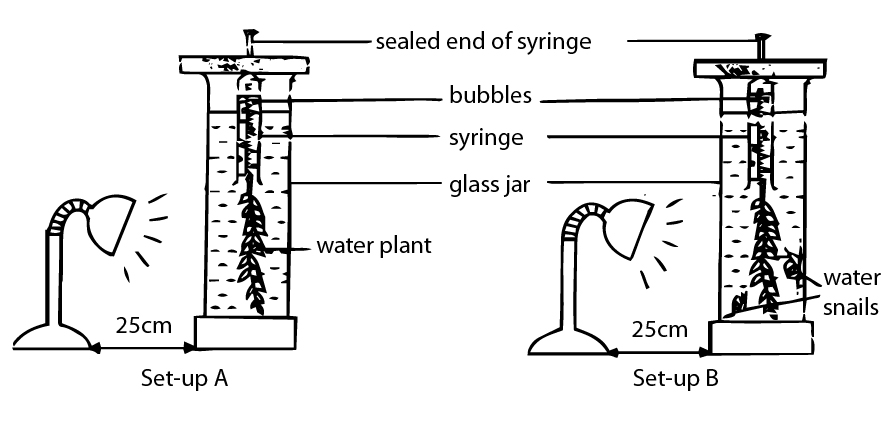 sealed end of syringe
bubbles
syringe
glass jar
water plant
water
snails
25cm
25cm
Set-up A
Set-up B